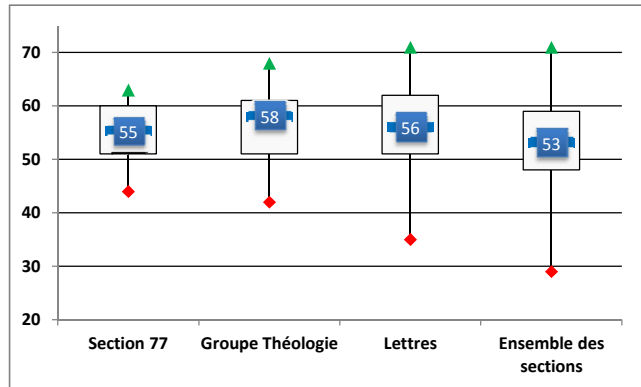 70
60
50
40
30
20
55
58
56
53
Section 77
Groupe Théologie
Lettres
Ensemble des
sections